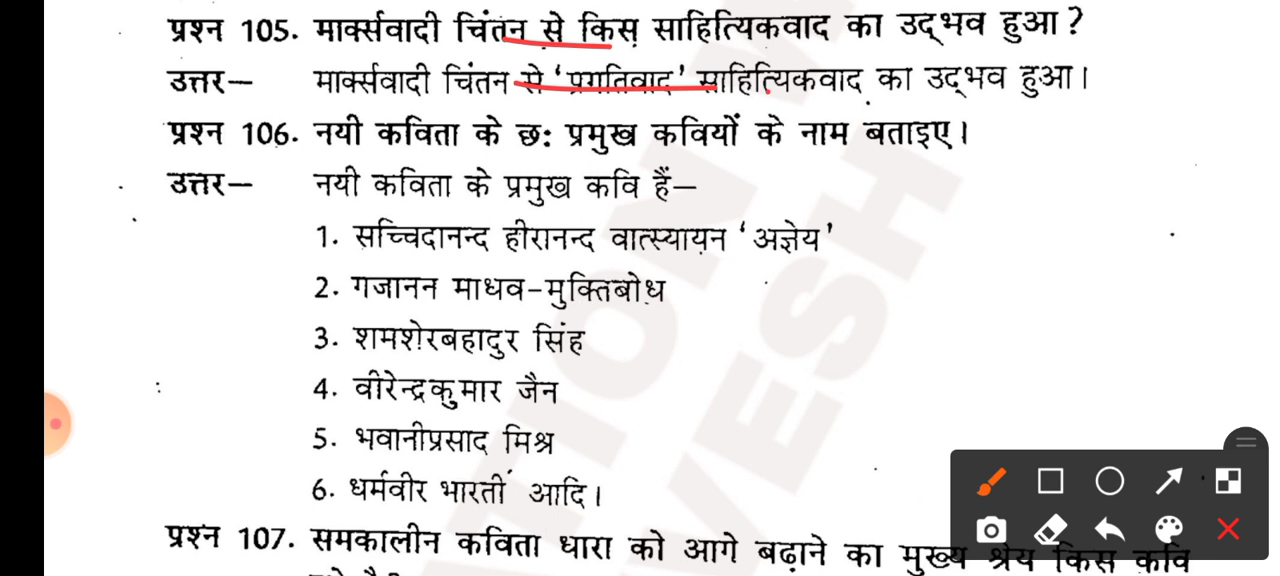 प्रश्न 105. मार्क्सवादी चिंतन से किस साहित्यिकवाद का उद्भव हुआ?
उत्तर– मार्क्सवादी चिंतन से 'प्रगतिवाद' साहित्यिकवाद का उद्भव हुआ।
प्रश्न 106. नयी कविता के छः प्रमुख कवियों के नाम बताइए।
उत्तर– नयी कविता के प्रमुख कवि हैं–
1. सच्चिदानन्द हीरानन्द वात्स्यायन 'अज्ञेय'
2. गजानन माधव-मुक्तिबोध
3. शमशेरबहादुर सिंह
4. वीरेन्द्रकुमार जैन
5. भवानीप्रसाद मिश्र
6. धर्मवीर भारती आदि।
प्रश्न 107. समकालीन कविता धारा को आगे बढ़ाने का मुख्य श्रेय किस कवि